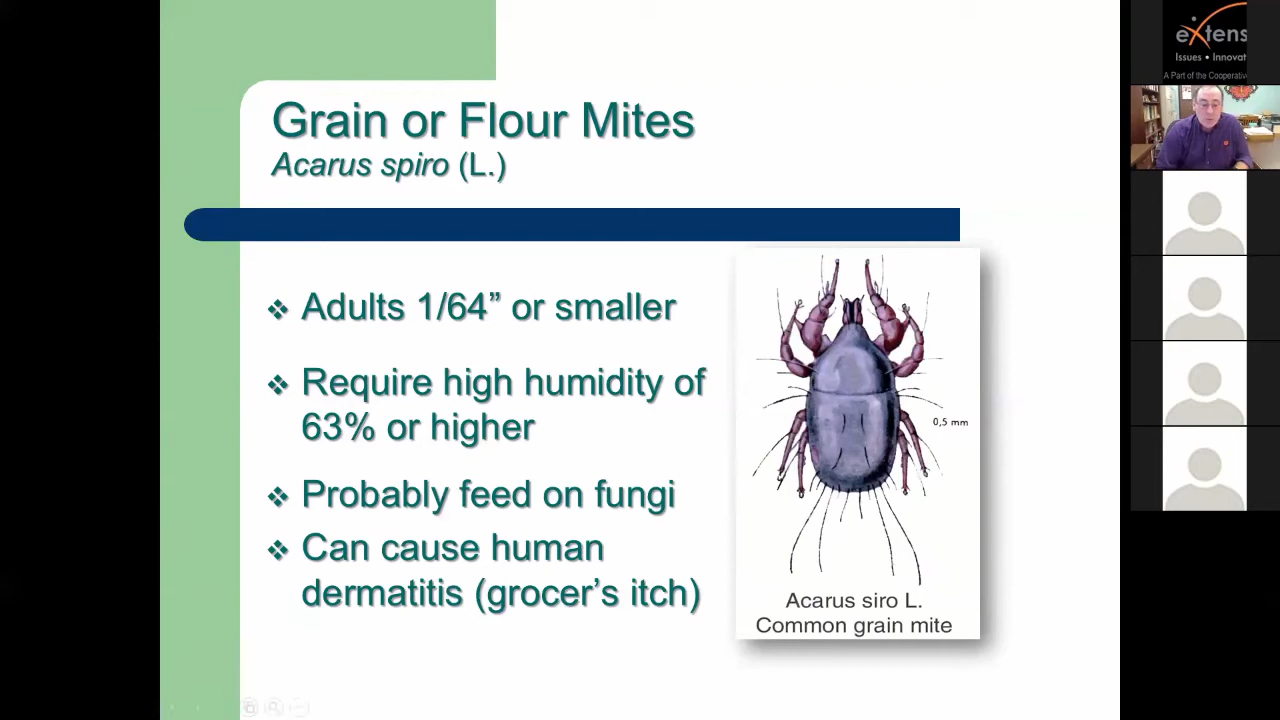 Grain or Flour Mites
Acarus spiro (L.)
❖ Adults 1/64” or smaller
❖ Require high humidity of
63% or higher
❖ Probably feed on fungi
❖ Can cause human
dermatitis (grocer’s itch)
0,5 mm
Acarus siro L.
Common grain mite
eXtens
Issues • Innovat
A Part of the Cooperative